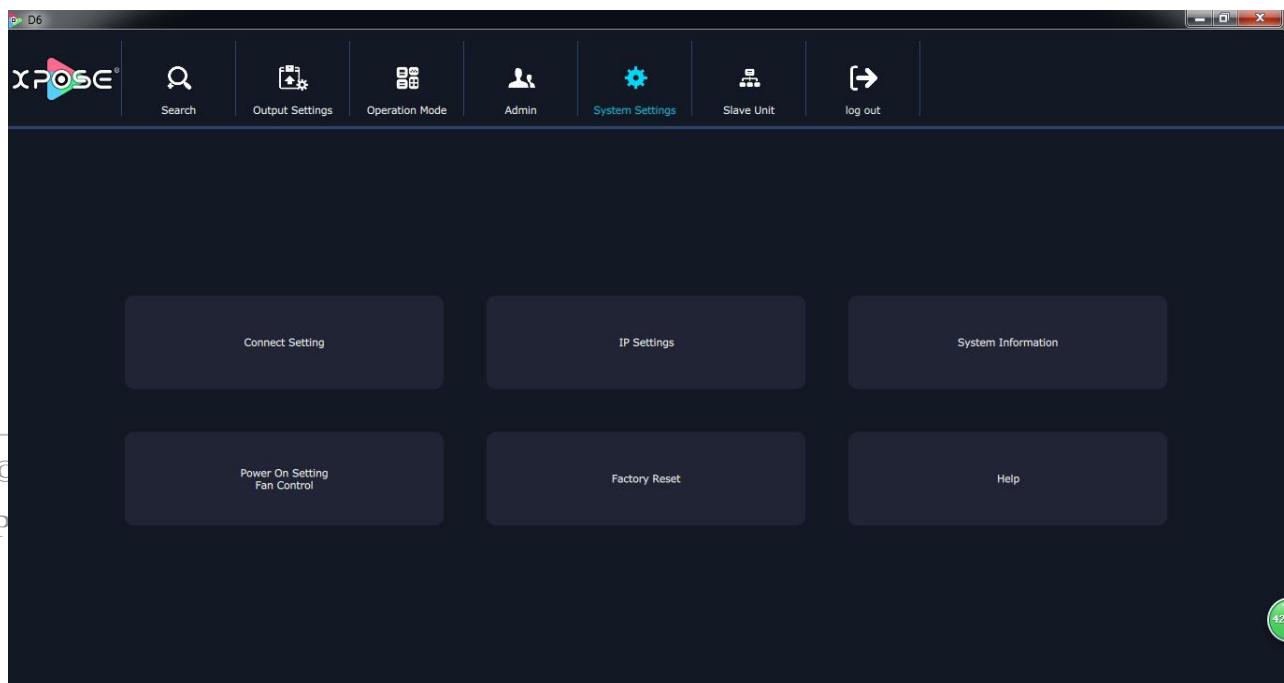 D6
XPOSE®
Search
Output Settings
Operation Mode
Admin
System Settings
Slave Unit
log out
Connect Setting
IP Settings
System Information
Power On Setting
Fan Control
Factory Reset
Help
42